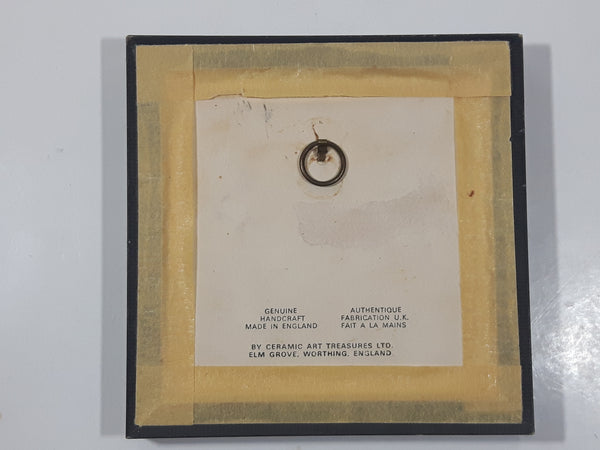 GENUINE
HANDCRAFT
MADE IN ENGLAND
AUTHENTIQUE
FABRICATION U.K.
FAIT A LA MAINS
BY CERAMIC ART TREASURES LTD.
ELM GROVE, WORTHING, ENGLAND.